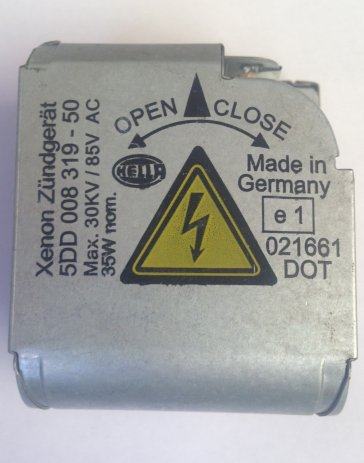 OPEN CLOSE
Xenon Zündgerät
5DD 008 319 - 50
Max. 30KV / 85V AC
35W nom.
HELLA
Made in
Germany
e 1
021661
DOT